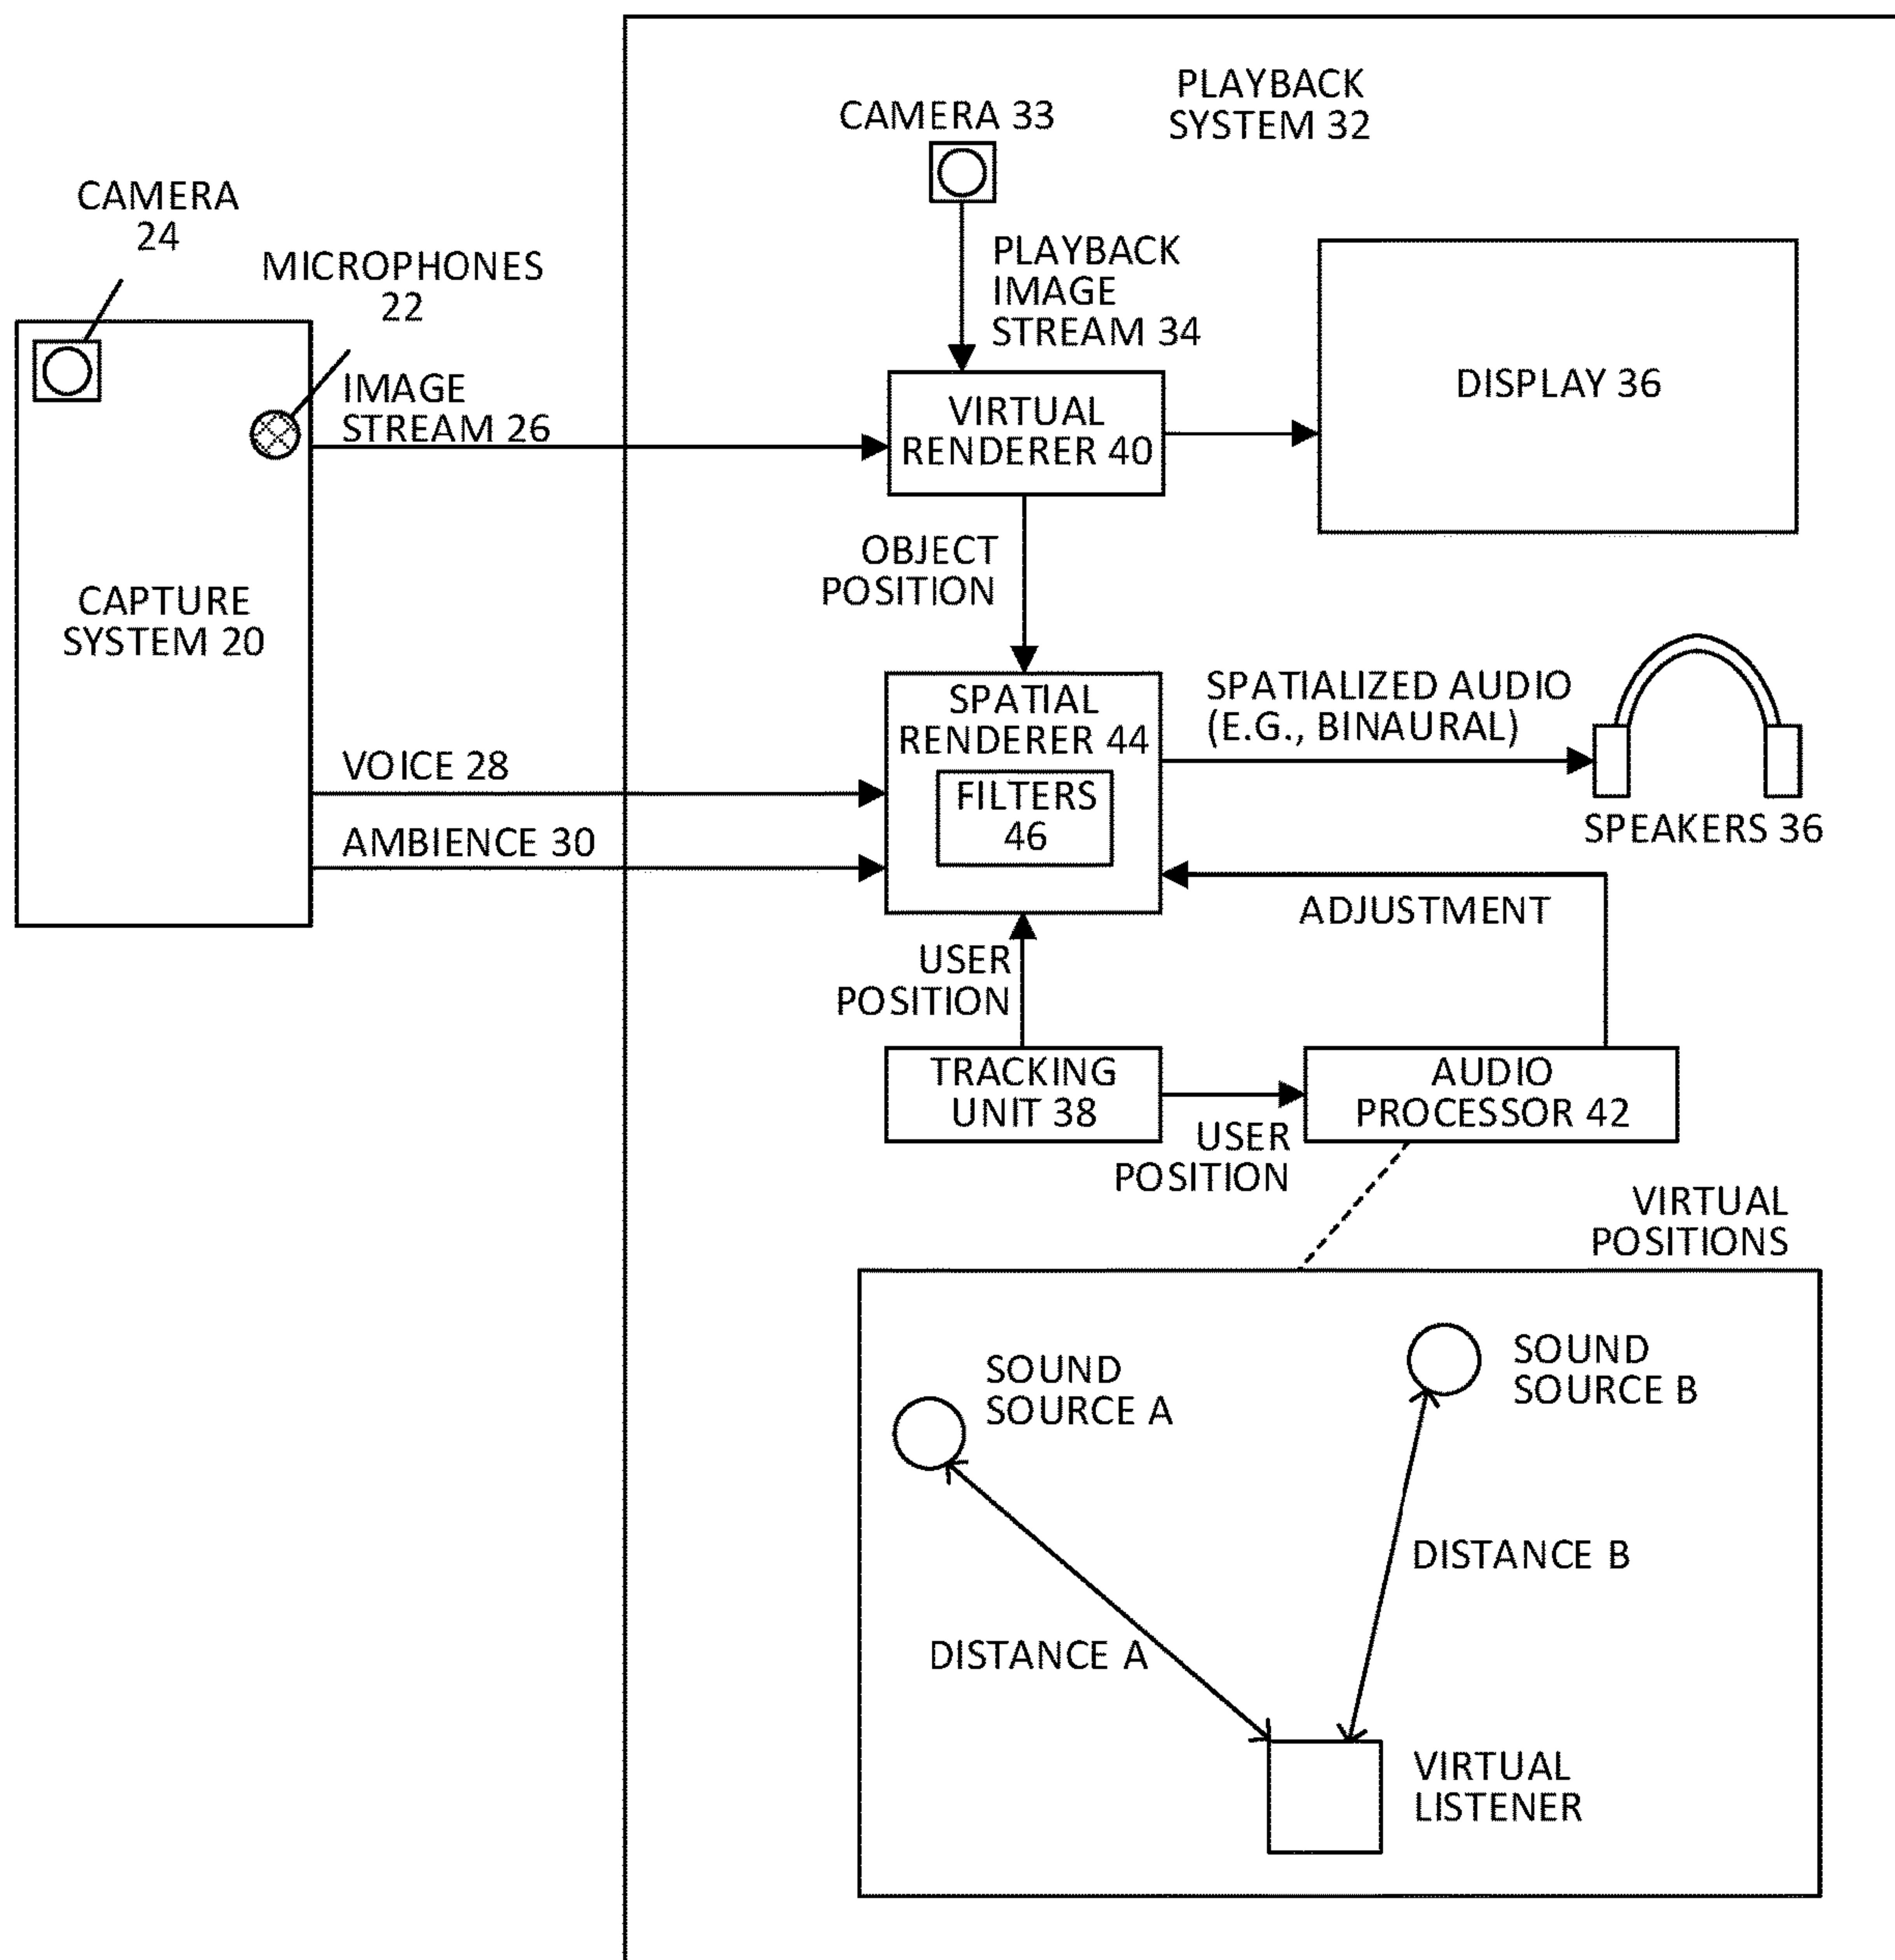 PLAYBACK
SYSTEM 32
CAMERA 33
CAMERA
24
MICROPHONES
22
PLAYBACK
IMAGE
STREAM 34
IMAGE
STREAM 26
VIRTUAL
RENDERER 40
DISPLAY 36
OBJECT
POSITION
CAPTURE
SYSTEM 20
SPATIAL
RENDERER 44
FILTERS
46
SPATIALIZED AUDIO
(E.G., BINAURAL)
SPEAKERS 36
VOICE 28
AMBIENCE 30
ADJUSTMENT
USER
POSITION
TRACKING
UNIT 38
AUDIO
PROCESSOR 42
USER
POSITION
VIRTUAL
POSITIONS
SOUND
SOURCE A
SOUND
SOURCE B
DISTANCE B
DISTANCE A
VIRTUAL
LISTENER